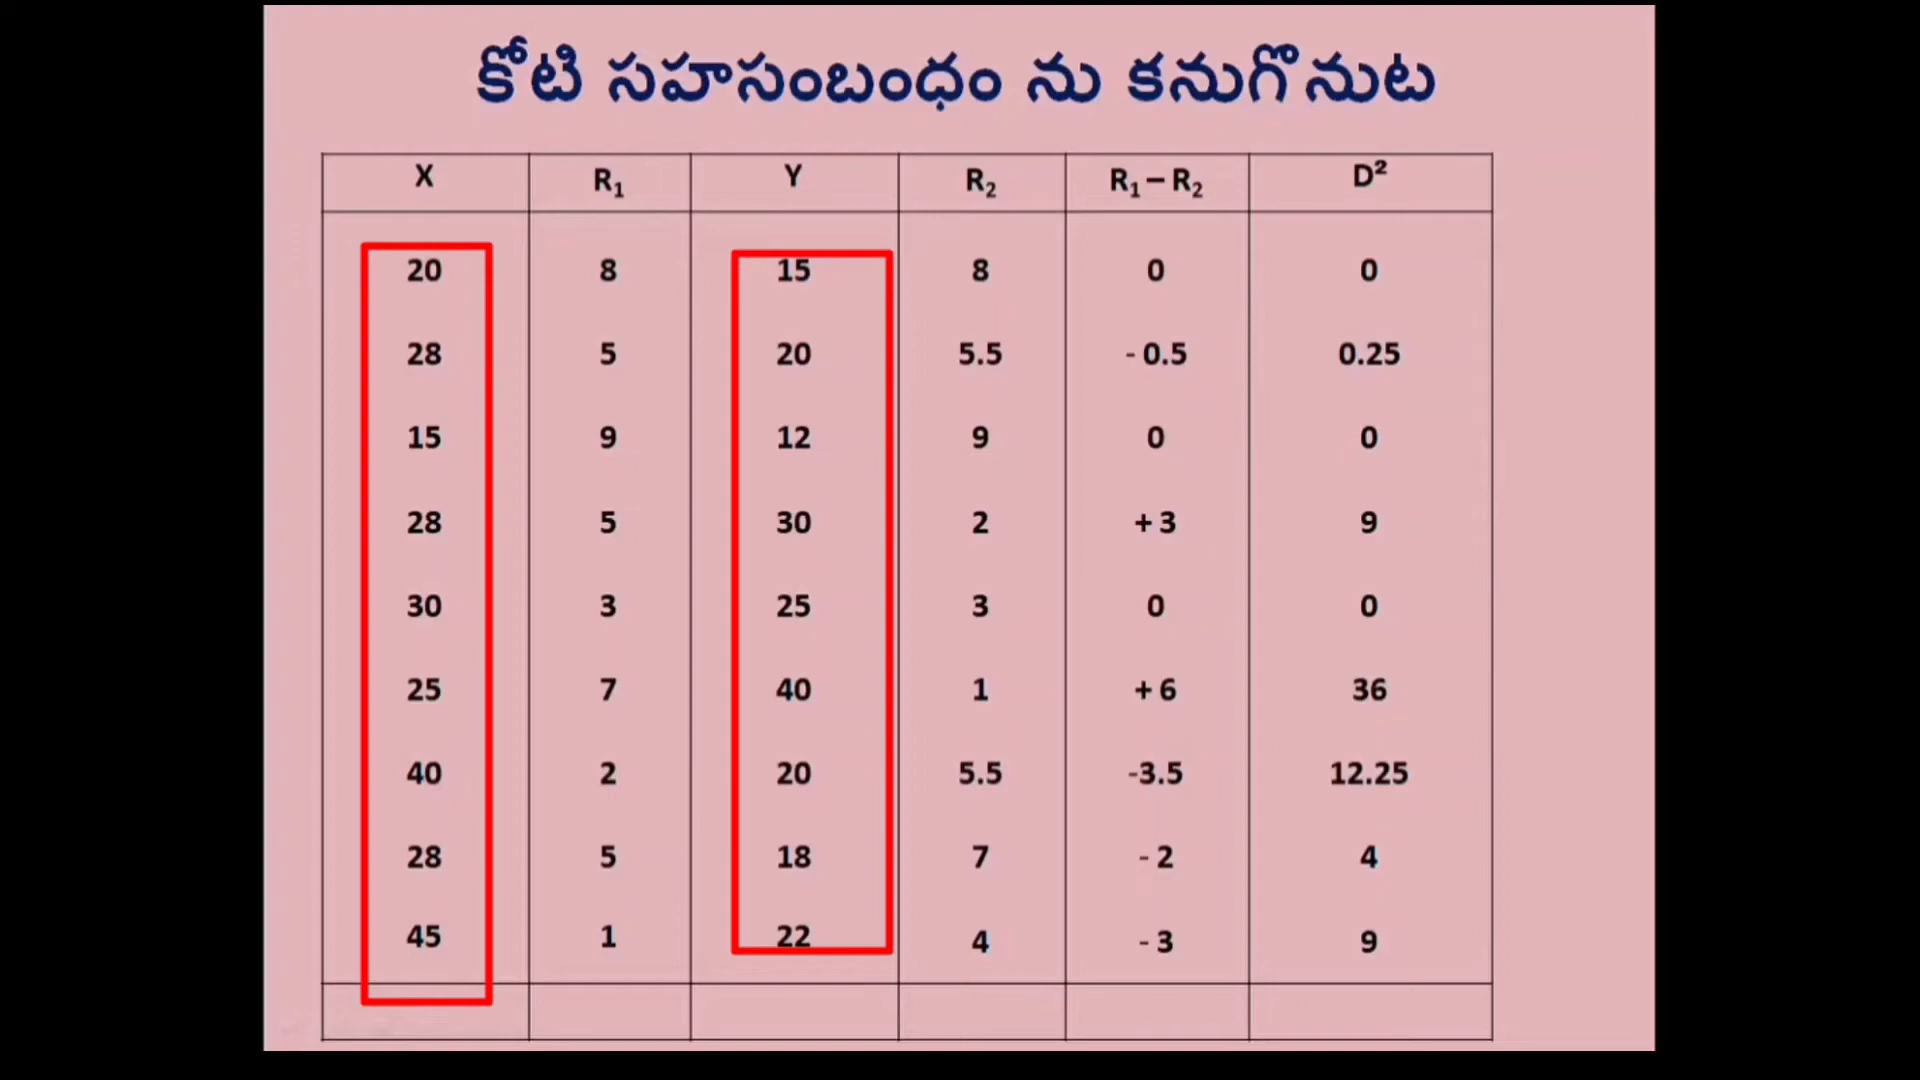 కోటి సహసంబంధం ను కనుగొనుట
X R₁ Y R₂ R₁ – R₂ D²
20 8 15 8 0 0
28 5 20 5.5 - 0.5 0.25
15 9 12 9 0 0
28 5 30 2 + 3 9
30 3 25 3 0 0
25 7 40 1 + 6 36
40 2 20 5.5 -3.5 12.25
28 5 18 7 - 2 4
45 1 22 4 - 3 9